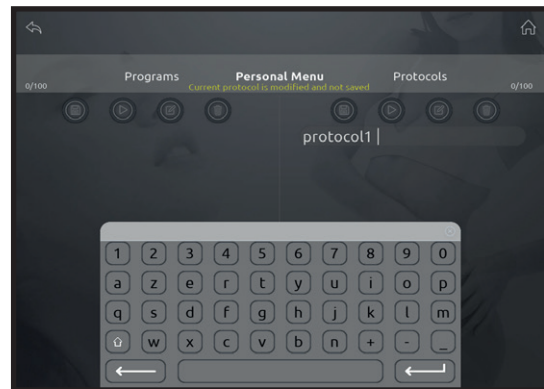 Programs Personal Menu Protocols
0/100 Current protocol is modified and not saved 0/100
protocol1
1 2 3 4 5 6 7 8 9 0
a z e r t y u i o p
q s d f g h j k l m
w x c v b n + - _